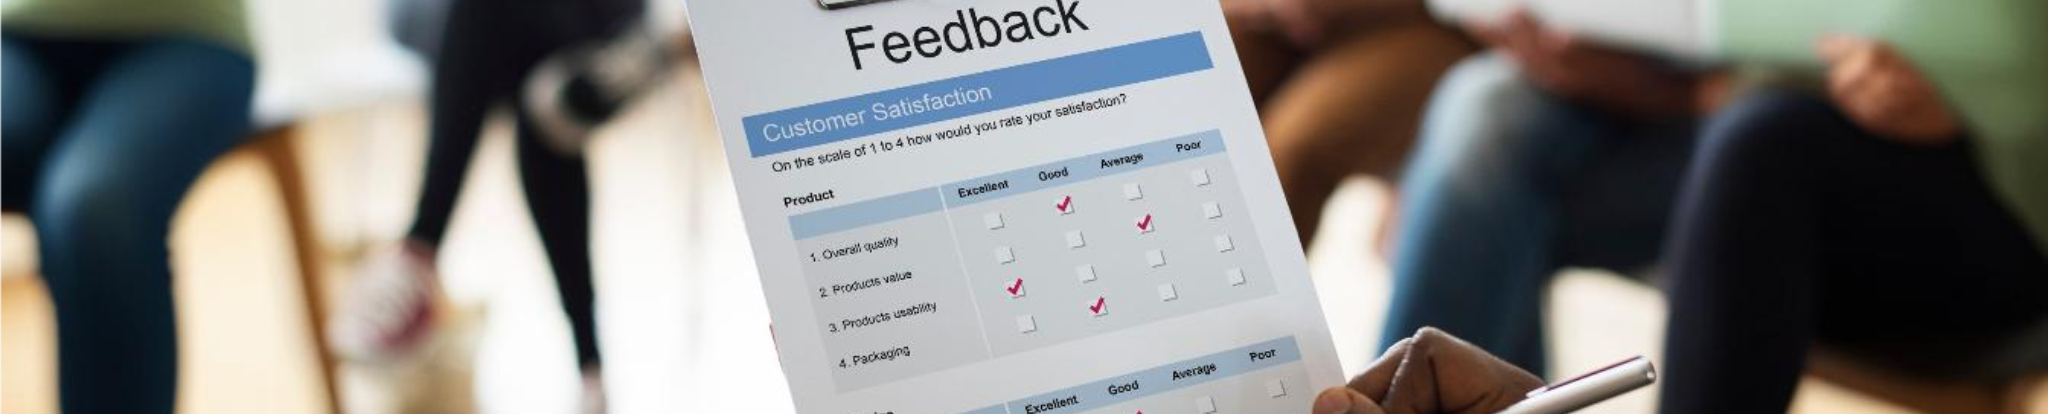 Feedback
Customer Satisfaction
On the scale of 1 to 4 how would you rate your satisfaction?
Product
Excellent Good Average Poor
1. Overall quality
2. Products value
3. Products usability
4. Packaging
Excellent Good Average Poor